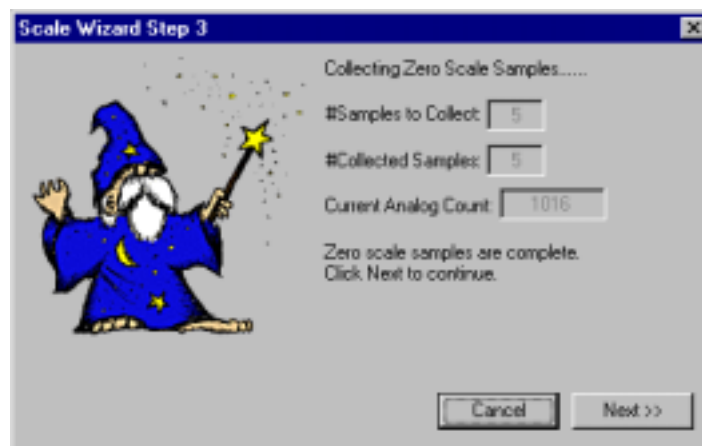 Scale Wizard Step 3
Collecting Zero Scale Samples......
#Samples to Collect: 5
#Collected Samples: 5
Current Analog Count: 1016
Zero scale samples are complete.
Click Next to continue.
Cancel
Next >>